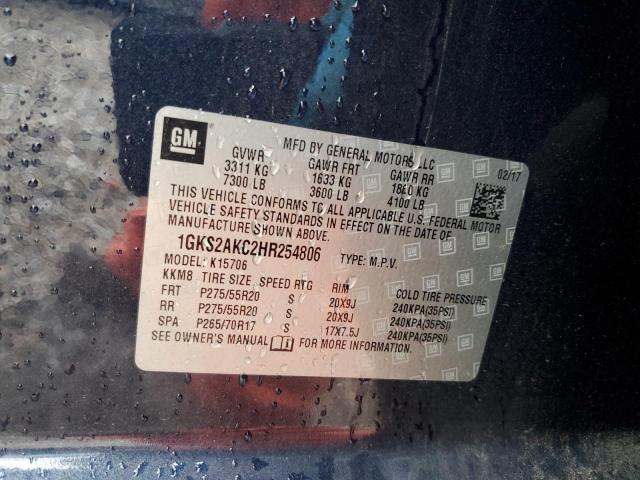 GM
MFD BY GENERAL MOTORS LLC
02/17
GVWR GAWR FRT GAWR RR
3311 KG 1633 KG 1860 KG
7300 LB 3600 LB 4100 LB
THIS VEHICLE CONFORMS TO ALL APPLICABLE U.S. FEDERAL MOTOR
VEHICLE SAFETY STANDARDS IN EFFECT ON THE DATE OF
MANUFACTURE SHOWN ABOVE.
1GKS2AKC2HR254806 TYPE: M.P.V.
MODEL: K15706
KKM8 TIRE SIZE SPEED RTG RIM COLD TIRE PRESSURE
FRT P275/55R20 S 20X9J 240KPA(35PSI)
RR P275/55R20 S 20X9J 240KPA(35PSI)
SPA P265/70R17 S 17X7.5J 240KPA(35PSI)
SEE OWNER'S MANUAL FOR MORE INFORMATION.